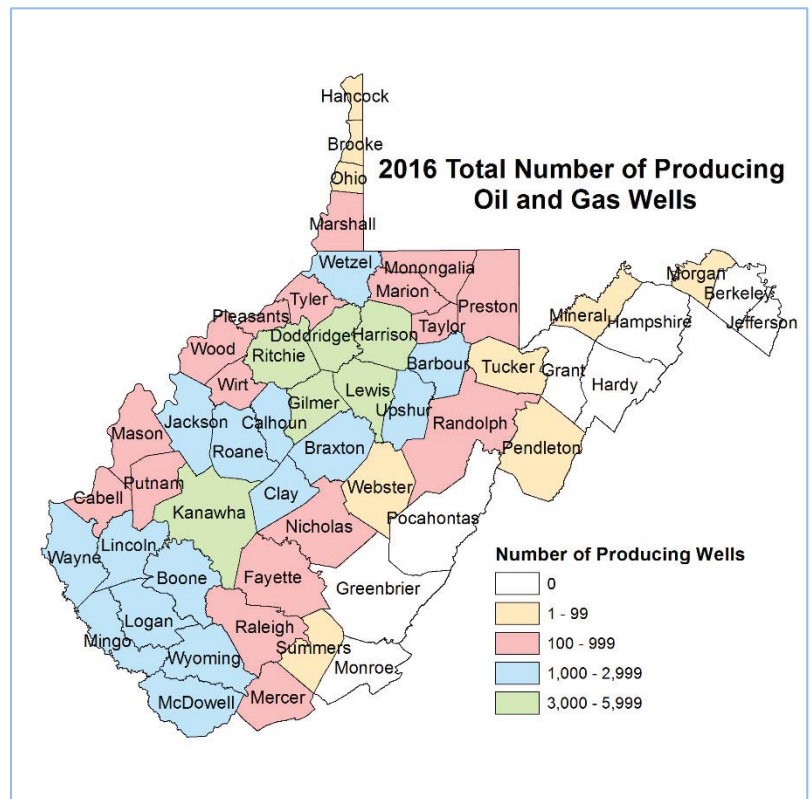 Hancock
Brooke
Ohio
2016 Total Number of Producing
Oil and Gas Wells
Marshall
Wetzel
Monongalia
Marion
Preston
Tyler
Pleasants
Taylor
Doddridge
Harrison
Wood
Ritchie
Wirt
Barbour
Tucker
Mineral
Morgan
Berkeley
Hampshire
Jefferson
Grant
Hardy
Lewis
Gilmer
Upshur
Randolph
Jackson
Calhoun
Roane
Braxton
Pendleton
Mason
Putnam
Cabell
Clay
Webster
Kanawha
Nicholas
Pocahontas
Wayne
Lincoln
Boone
Fayette
Greenbrier
Logan
Mingo
Raleigh
Summers
Wyoming
Monroe
McDowell
Mercer
Number of Producing Wells
0
1 - 99
100 - 999
1,000 - 2,999
3,000 - 5,999